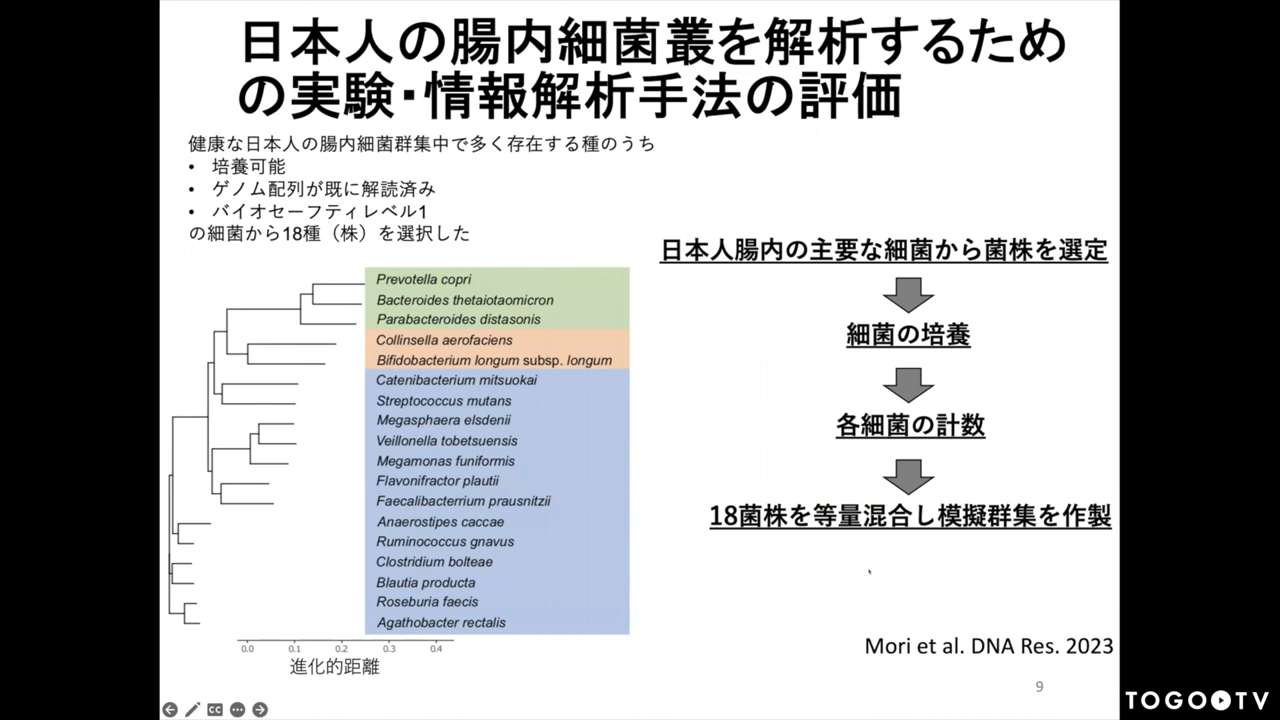 日本人の腸内細菌叢を解析するため
の実験・情報解析手法の評価
健康な日本人の腸内細菌群集中で多く存在する種のうち
• 培養可能
• ゲノム配列が既に解読済み
• バイオセーフティレベル1
の細菌から18種（株）を選択した
Prevotella copri
Bacteroides thetaiotaomicron
Parabacteroides distasonis
Collinsella aerofaciens
Bifidobacterium longum subsp. longum
Catenibacterium mitsuokai
Streptococcus mutans
Megasphaera elsdenii
Veillonella tobetsuensis
Megamonas funiformis
Flavonifractor plautii
Faecalibacterrium prausnitzii
Anaerostipes caccae
Ruminococcus gnavus
Clostridium bolteae
Blautia producta
Roseburia faecis
Agathobacter rectalis
0.0 0.1 0.2 0.3 0.4
進化的距離
日本人腸内の主要な細菌から菌株を選定
細菌の培養
各細菌の計数
18菌株を等量混合し模擬群集を作製
Mori et al. DNA Res. 2023
9
CC
TOGO TV